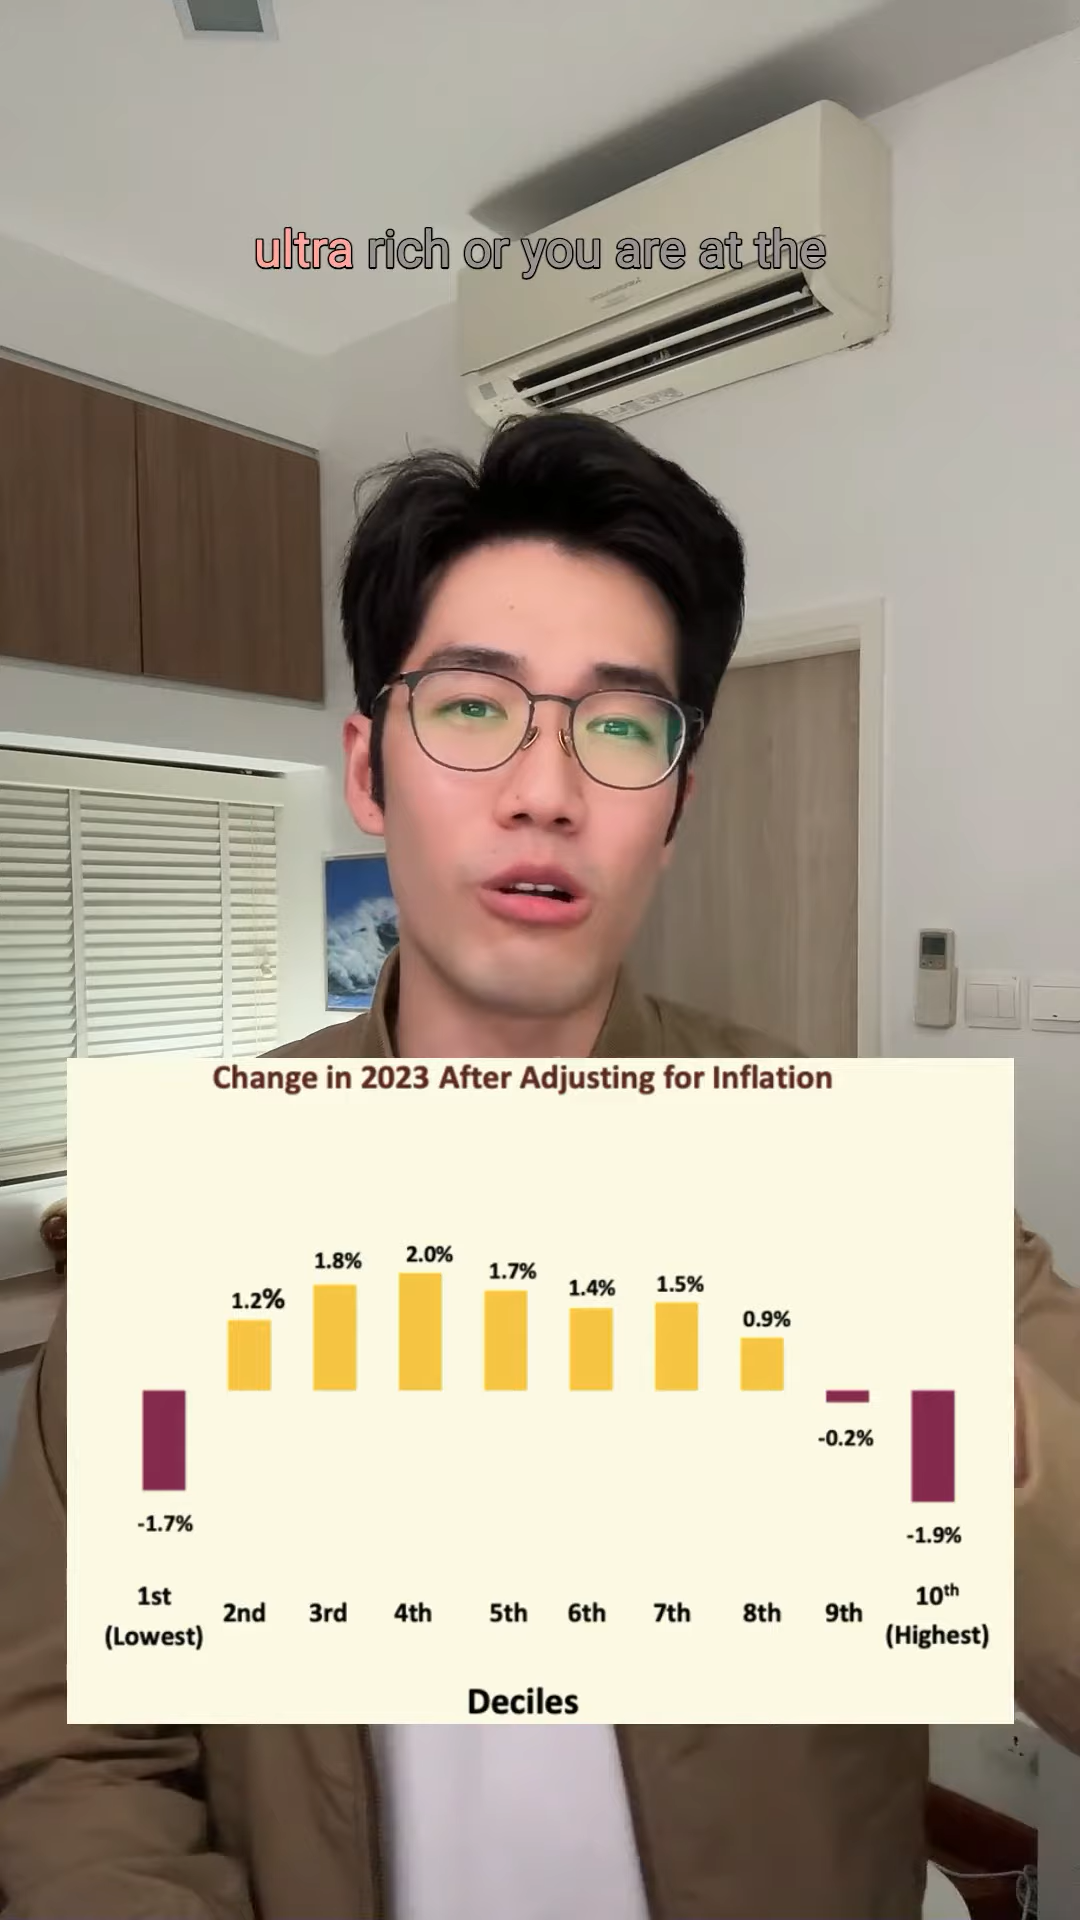 ultra rich or you are at the
Change in 2023 After Adjusting for Inflation
1.2%
1.8%
2.0%
1.7%
1.4%
1.5%
0.9%
-0.2%
-1.7%
-1.9%
1st
(Lowest)
2nd
3rd
4th
5th
6th
7th
8th
9th
10th
(Highest)
Deciles